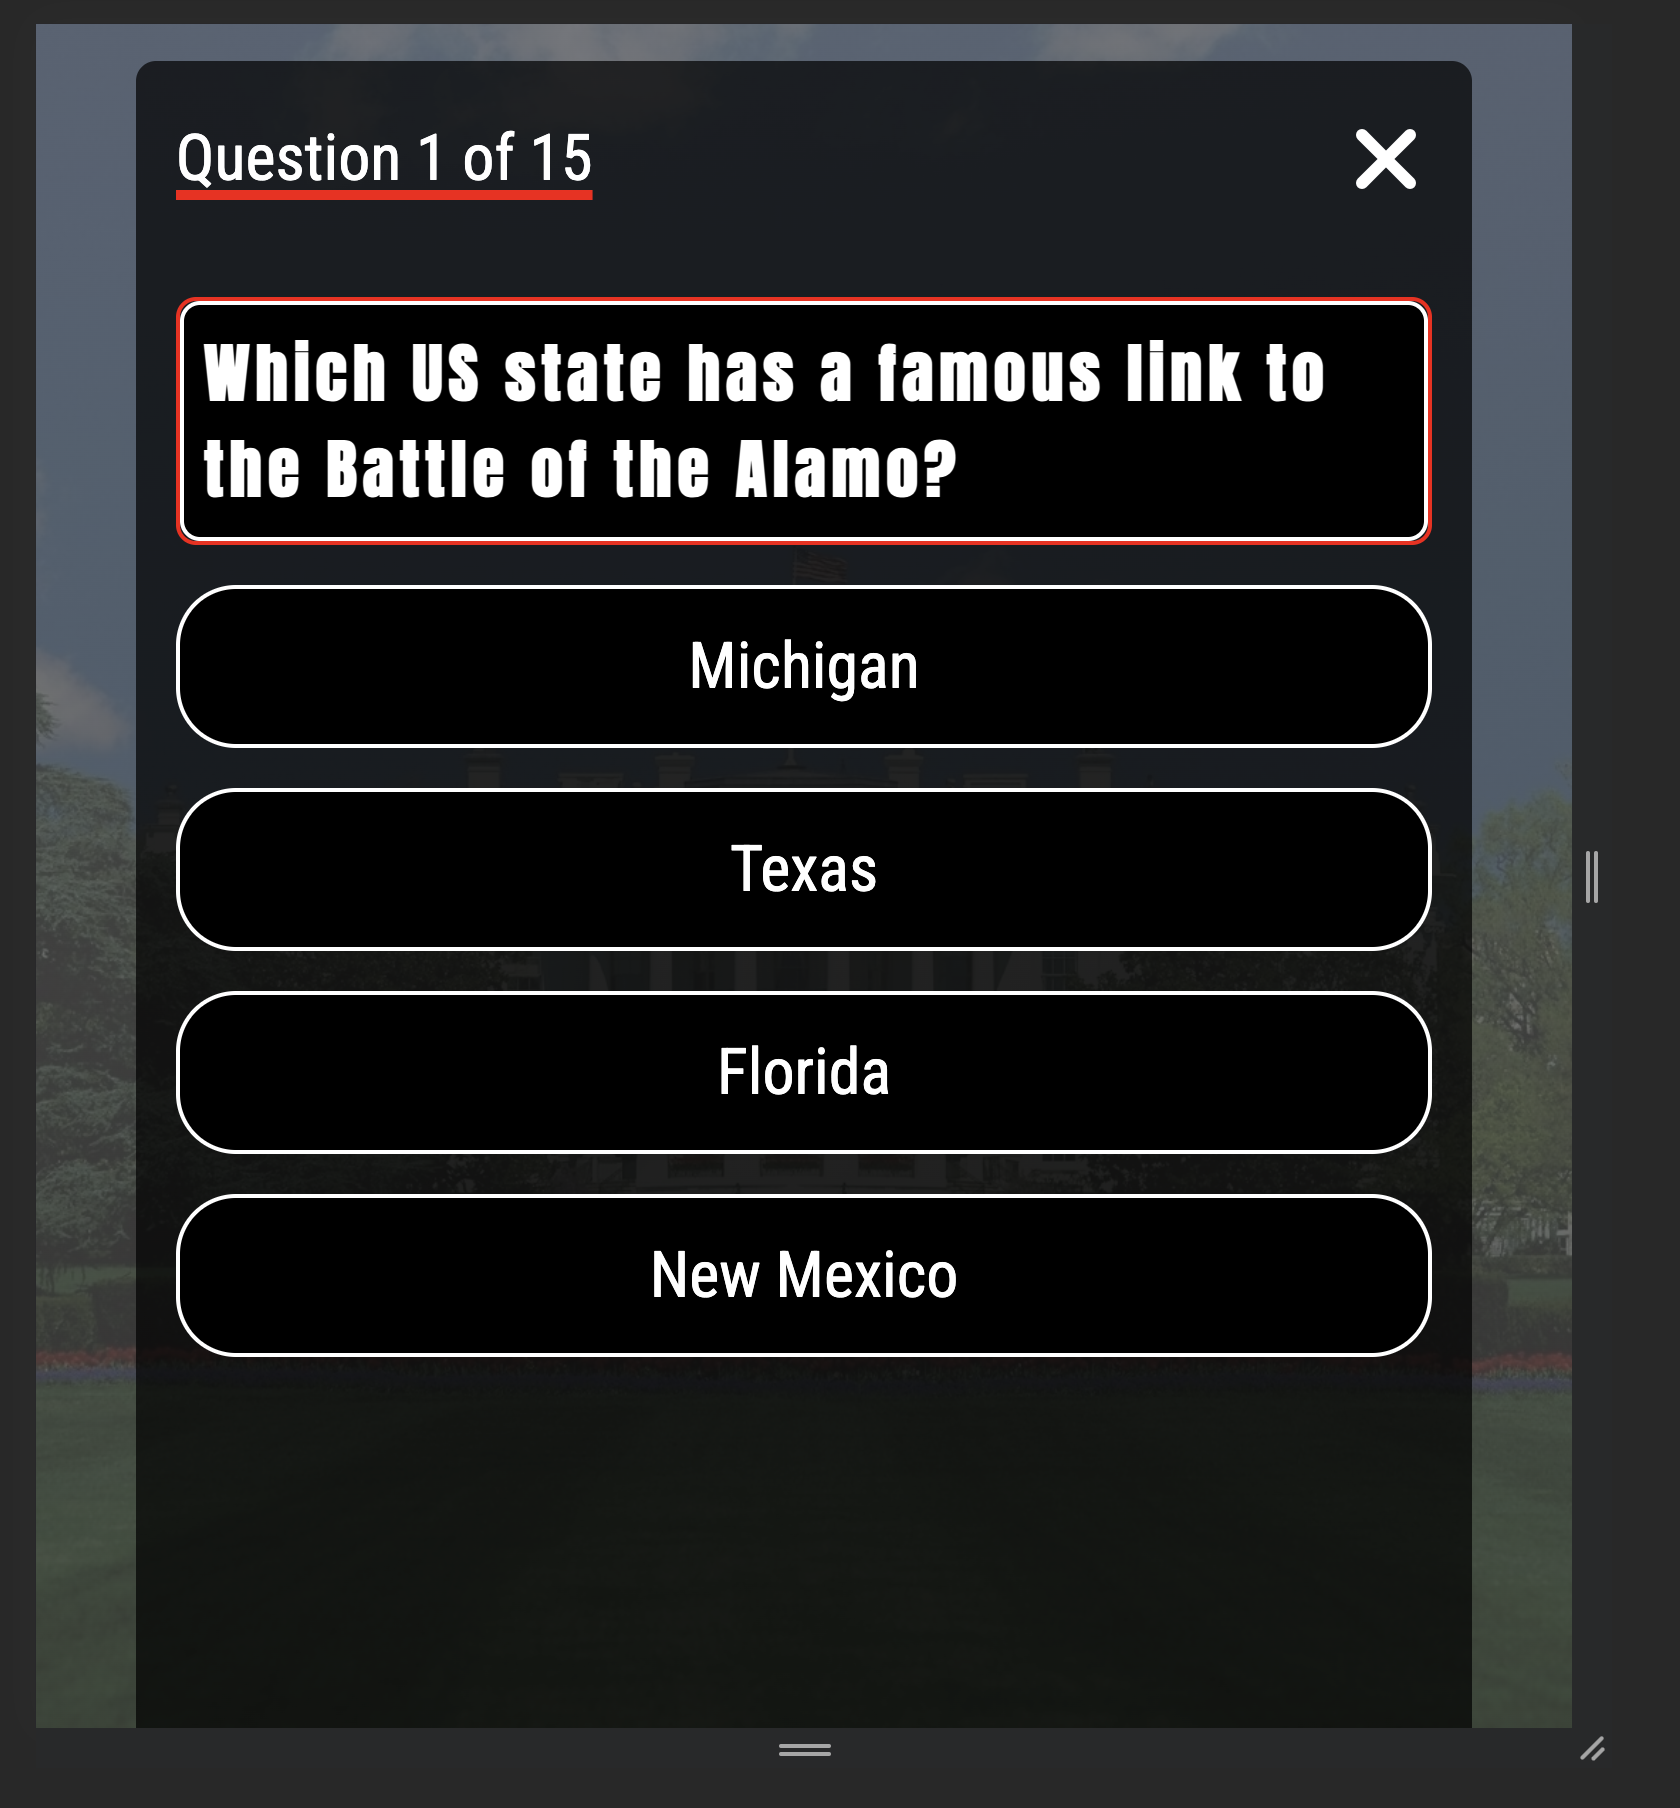 Question 1 of 15
Which US state has a famous link to
the Battle of the Alamo?
Michigan
Texas
Florida
New Mexico